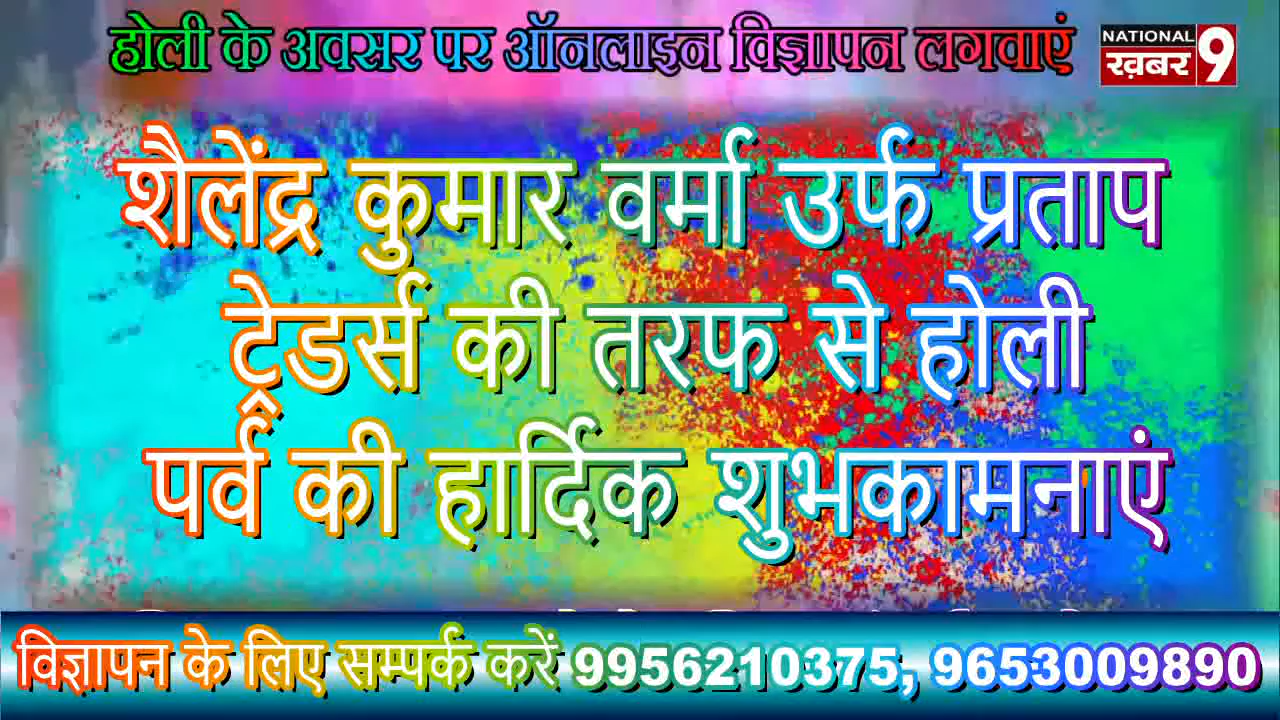 होली के अवसर पर ऑनलाइन विज्ञापन लगवाएं
NATIONAL
ख़बर 9
शैलेंद्र कुमार वर्मा उर्फ प्रताप
ट्रेडर्स की तरफ से होली
पर्व की हार्दिक शुभकामनाएं
विज्ञापन के लिए सम्पर्क करें 9956210375, 9653009890